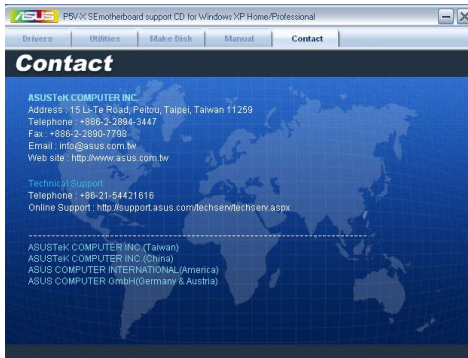 ASUS P5V-X SEmotherboard support CD for Windows XP Home/Professional
Drivers Utilities Make Disk Manual Contact
Contact
ASUSTeK COMPUTER INC.
Address : 15 Li-Te Road, Peitou, Taipei, Taiwan 11259
Telephone : +886-2-2894-3447
Fax : +886-2-2890-7798
Email : info@asus.com.tw
Web site : http://www.asus.com.tw
Technical Support
Telephone : +86-21-54421616
Online Support : http://support.asus.com/techserv/techserv.aspx
ASUSTeK COMPUTER INC.(Taiwan)
ASUSTeK COMPUTER INC.(China)
ASUS COMPUTER INTERNATIONAL(America)
ASUS COMPUTER GmbH(Germany & Austria)